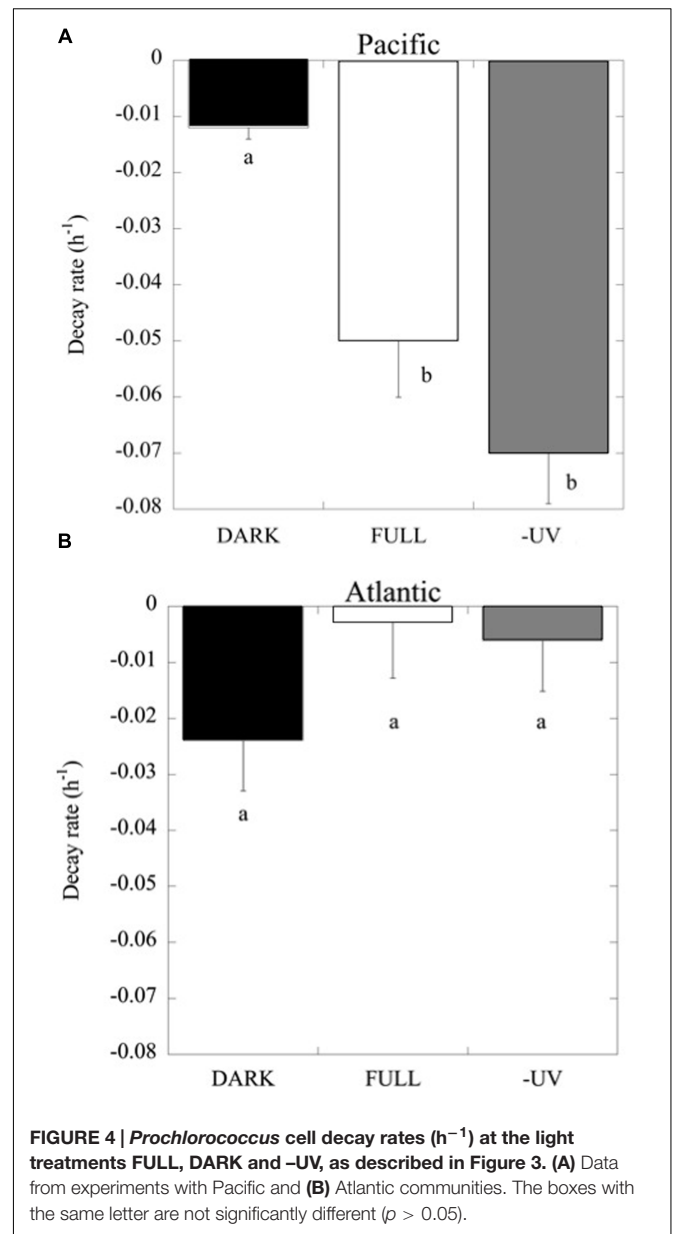 A
Pacific
0
-0.01
-0.02
-0.03
-0.04
-0.05
-0.06
-0.07
-0.08
Decay rate (h⁻¹)
a
b
b
DARK FULL -UV
B
Atlantic
0
-0.01
-0.02
-0.03
-0.04
-0.05
-0.06
-0.07
-0.08
Decay rate (h⁻¹)
a
a
a
DARK FULL -UV
FIGURE 4 | Prochlorococcus cell decay rates (h⁻¹) at the light
treatments FULL, DARK and –UV, as described in Figure 3. (A) Data
from experiments with Pacific and (B) Atlantic communities. The boxes with
the same letter are not significantly different (p > 0.05).